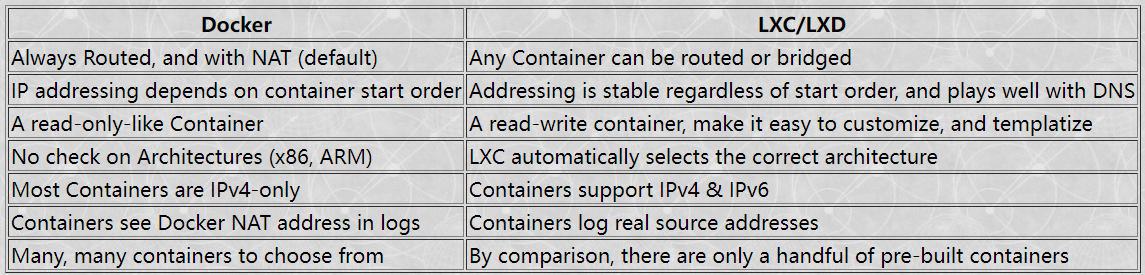 Docker LXC/LXD
Always Routed, and with NAT (default) Any Container can be routed or bridged
IP addressing depends on container start order Addressing is stable regardless of start order, and plays well with DNS
A read-only-like Container A read-write container, make it easy to customize, and templatize
No check on Architectures (x86, ARM) LXC automatically selects the correct architecture
Most Containers are IPv4-only Containers support IPv4 & IPv6
Containers see Docker NAT address in logs Containers log real source addresses
Many, many containers to choose from By comparison, there are only a handful of pre-built containers